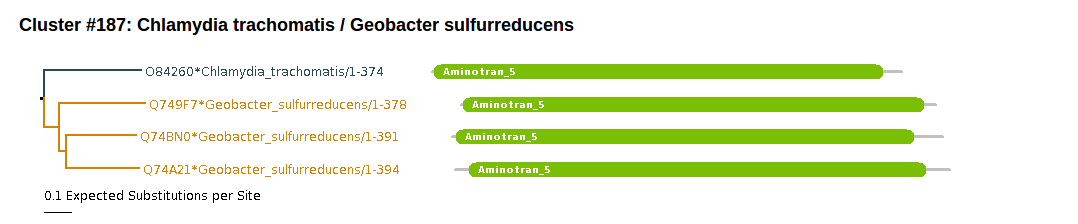 Cluster #187: Chlamydia trachomatis / Geobacter sulfurreducens
O84260*Chlamydia_trachomatis/1-374 Aminotran_5
Q749F7*Geobacter_sulfurreducens/1-378 Aminotran_5
Q74BN0*Geobacter_sulfurreducens/1-391 Aminotran_5
Q74A21*Geobacter_sulfurreducens/1-394 Aminotran_5
0.1 Expected Substitutions per Site